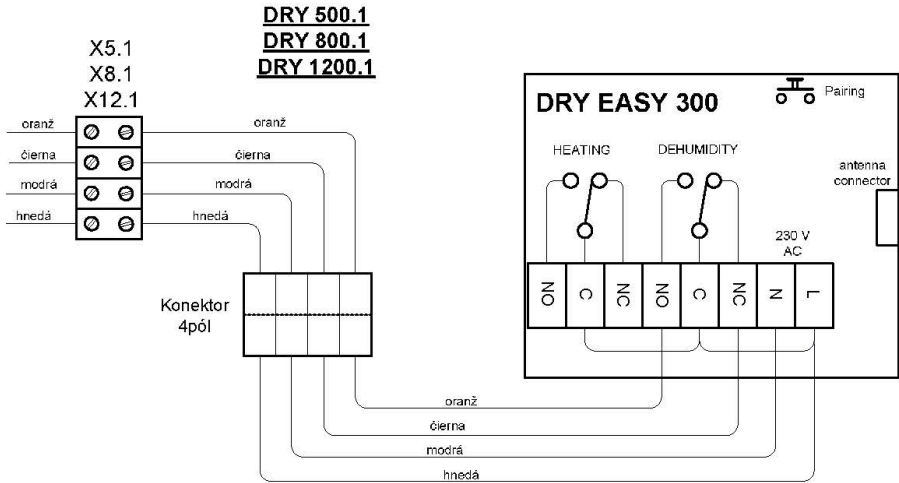 DRY 500.1
DRY 800.1
DRY 1200.1
X5.1
X8.1
X12.1
oranž
čierna
modrá
hnedá
oranž
čierna
modrá
hnedá
Konektor
4pól
DRY EASY 300
Pairing
HEATING
DEHUMIDITY
antenna
connector
230 V
AC
NO
C
NC
NO
C
NC
N
L
oranž
čierna
modrá
hnedá